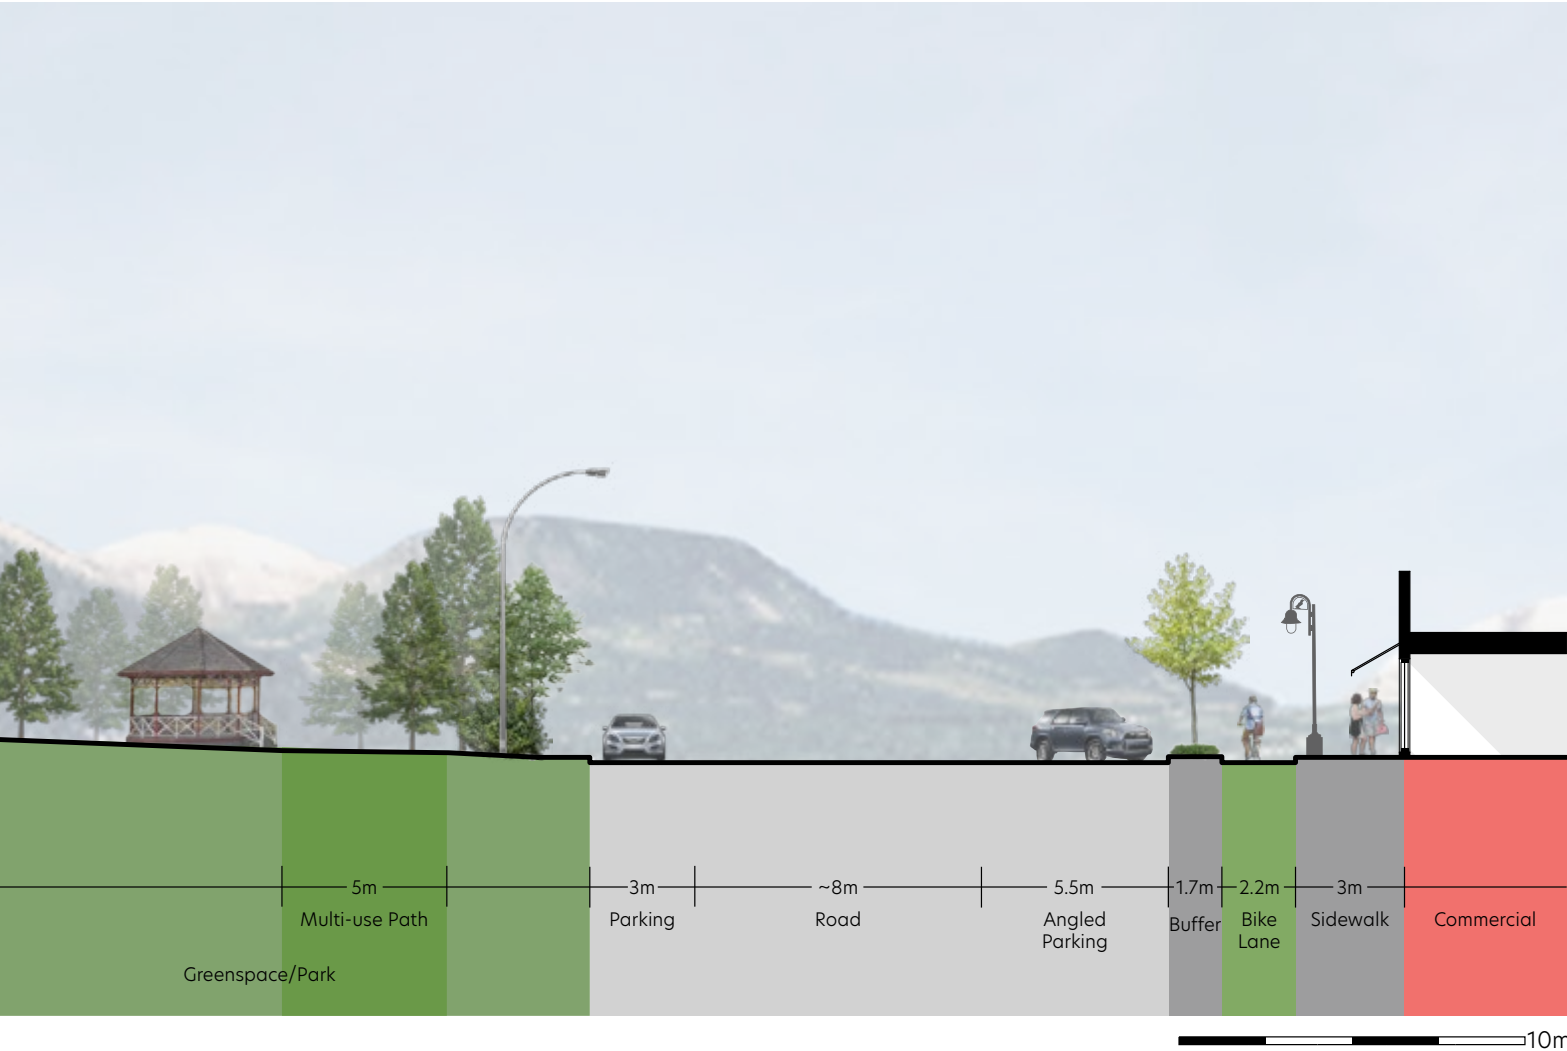 5m
3m
~8m
5.5m
1.7m
2.2m
3m
Multi-use Path
Parking
Road
Angled
Parking
Buffer
Bike
Lane
Sidewalk
Commercial
Greenspace/Park
10m